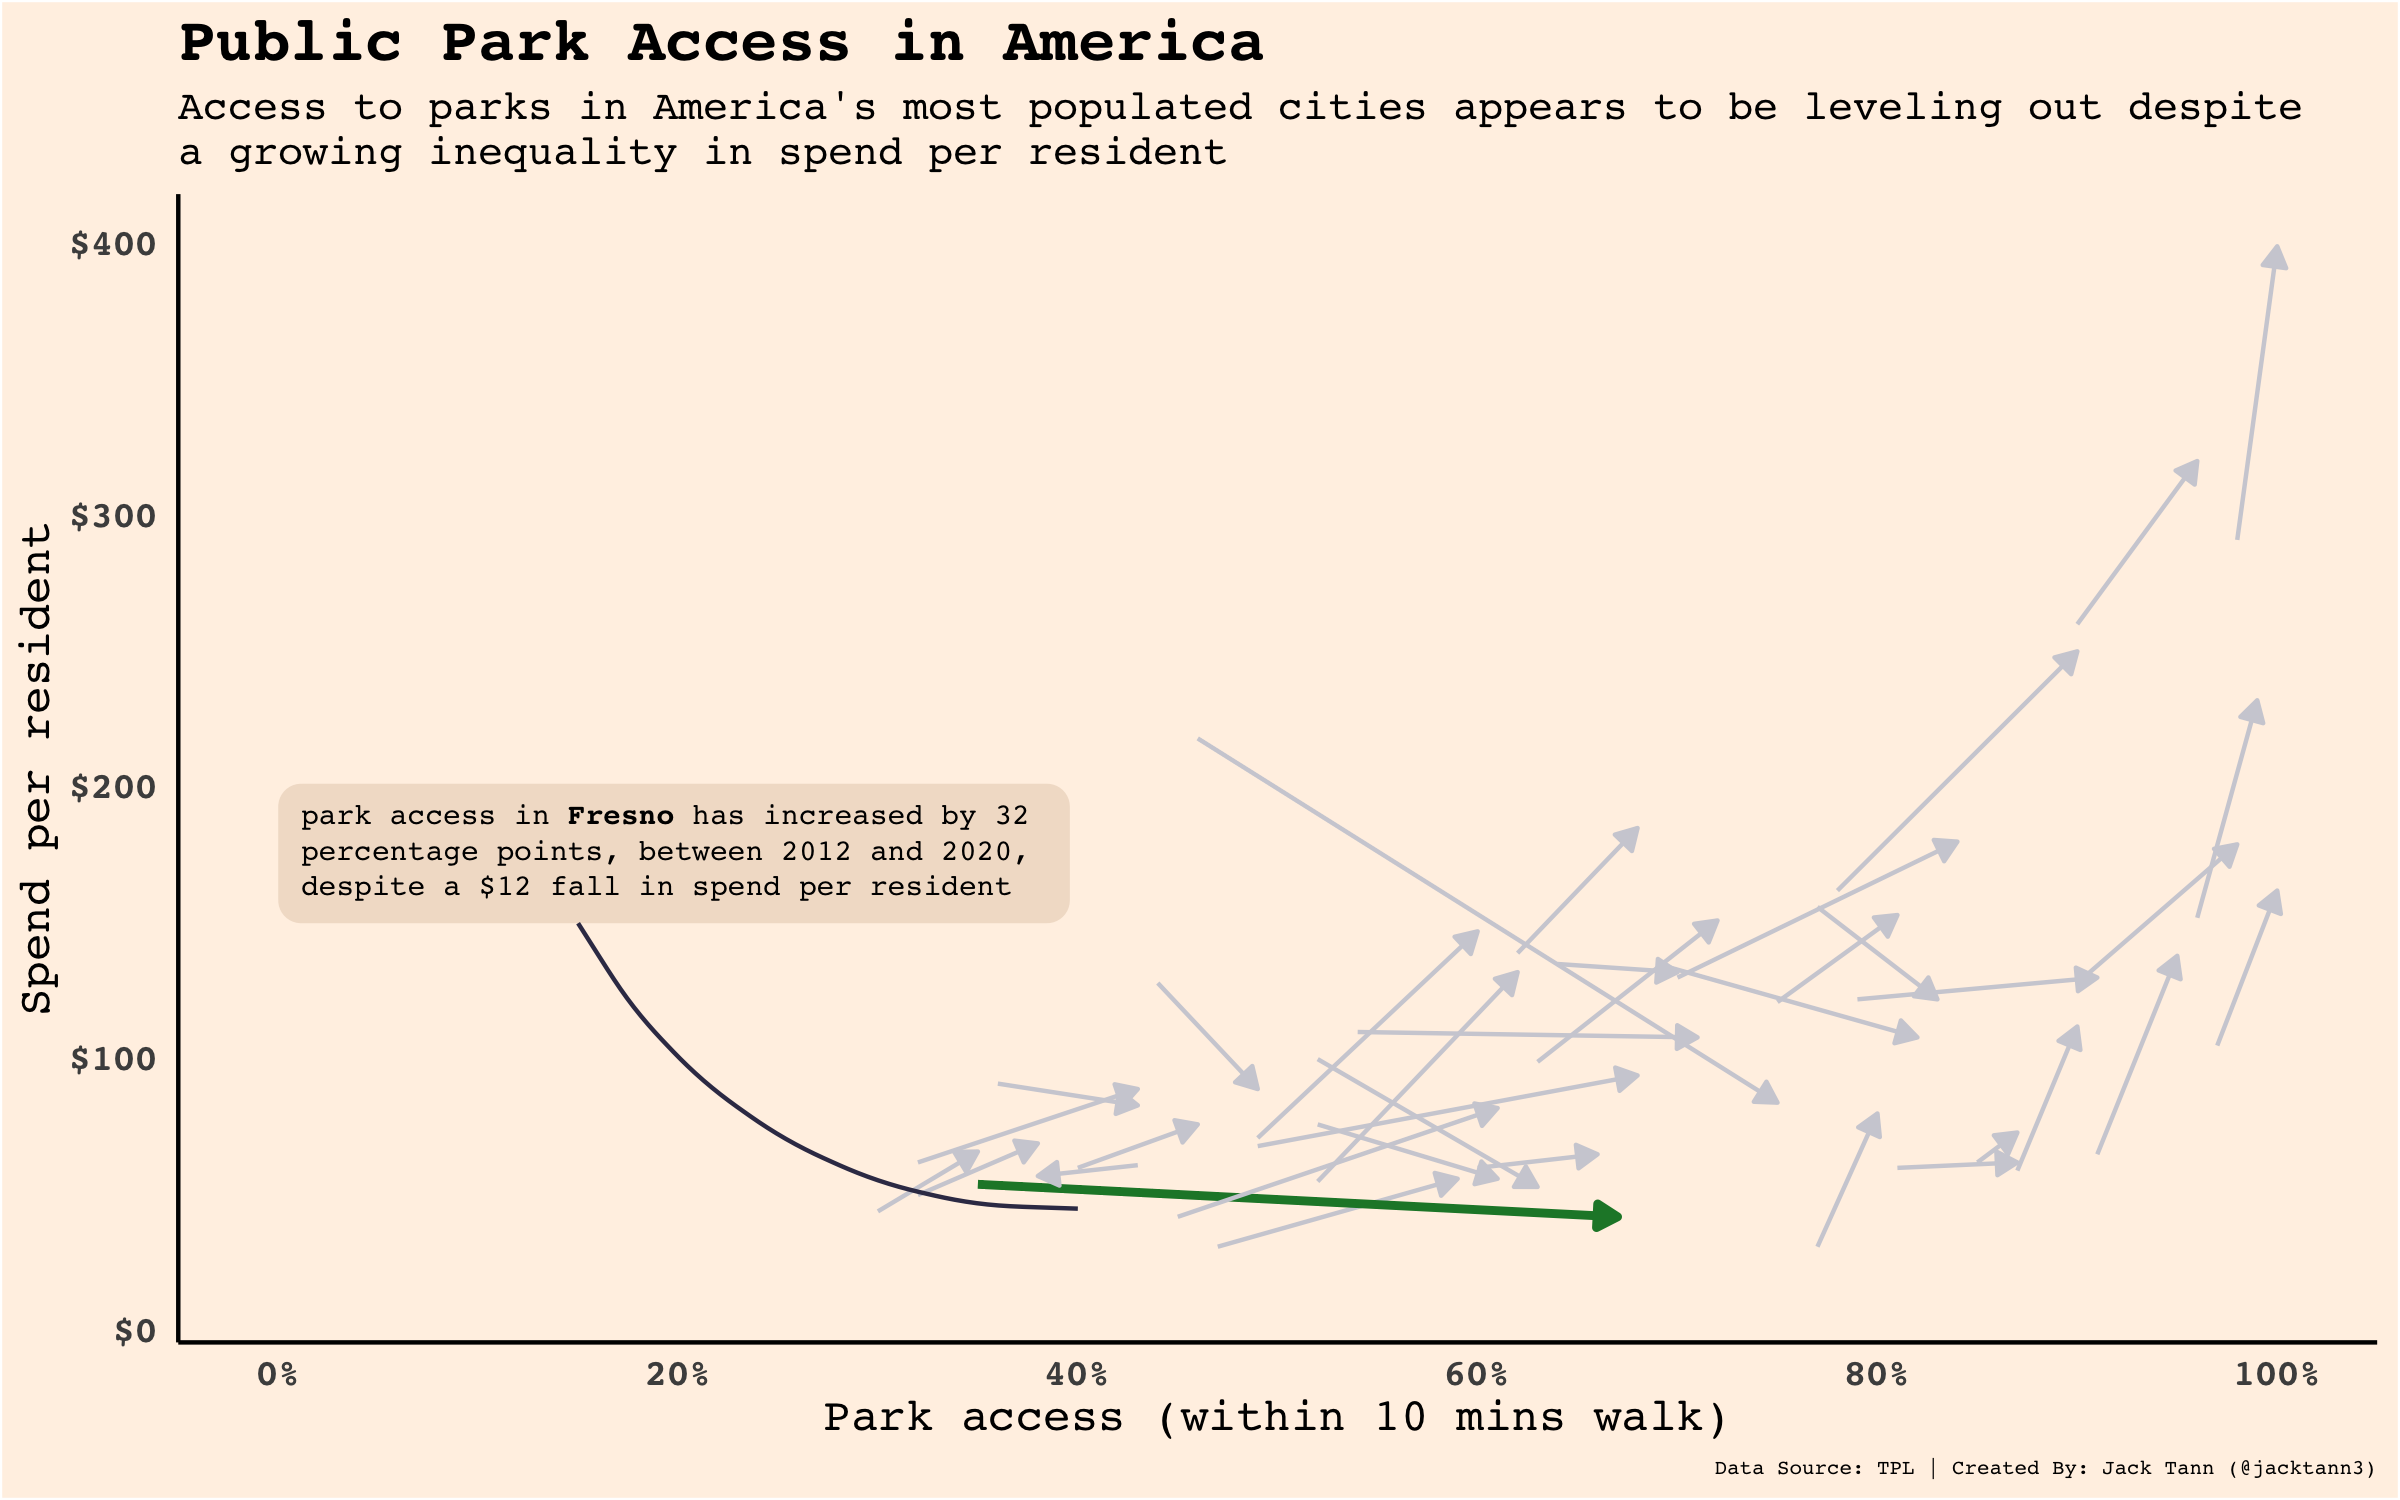 Public Park Access in America
Access to parks in America's most populated cities appears to be leveling out despite
a growing inequality in spend per resident
Spend per resident
$400
$300
$200
$100
$0
park access in Fresno has increased by 32
percentage points, between 2012 and 2020,
despite a $12 fall in spend per resident
0%
20%
40%
60%
80%
100%
Park access (within 10 mins walk)
Data Source: TPL | Created By: Jack Tann (@jacktann3)